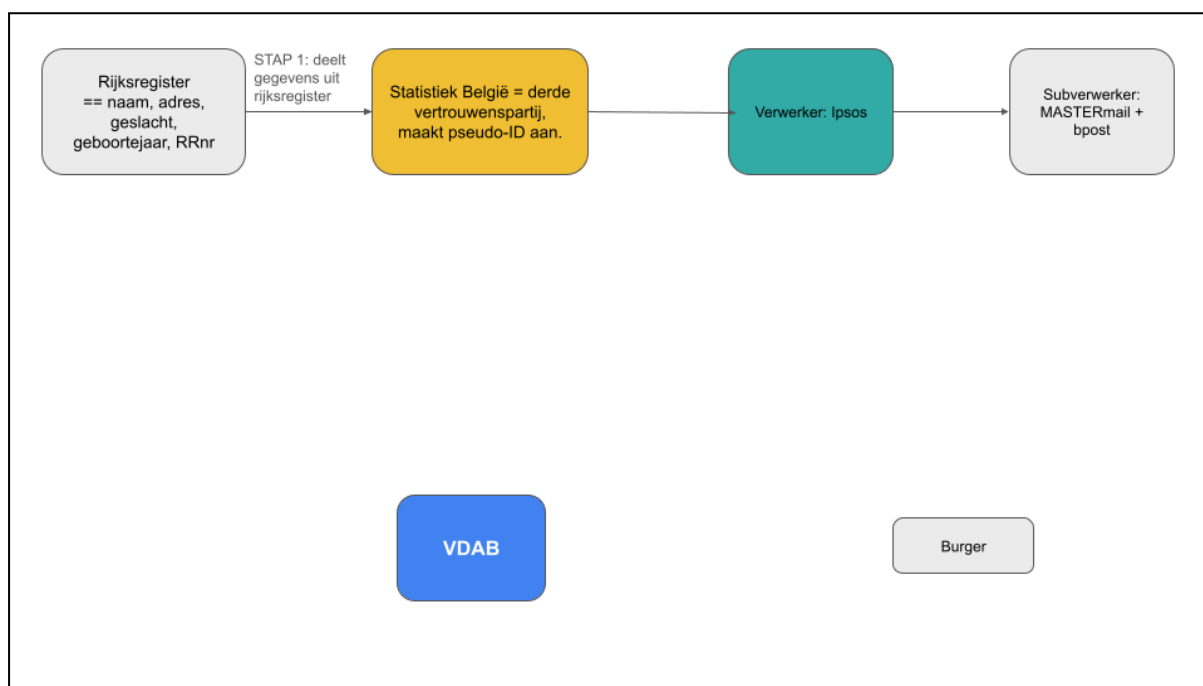 Rijksregister
== naam, adres,
geslacht,
geboortejaar, RRnr
STAP 1: deelt
gegevens uit
rijksregister
Statistiek België = derde
vertrouwenspartij,
maakt pseudo-ID aan.
Verwerker: Ipsos
Subverwerker:
MASTERmail +
bpost
VDAB
Burger